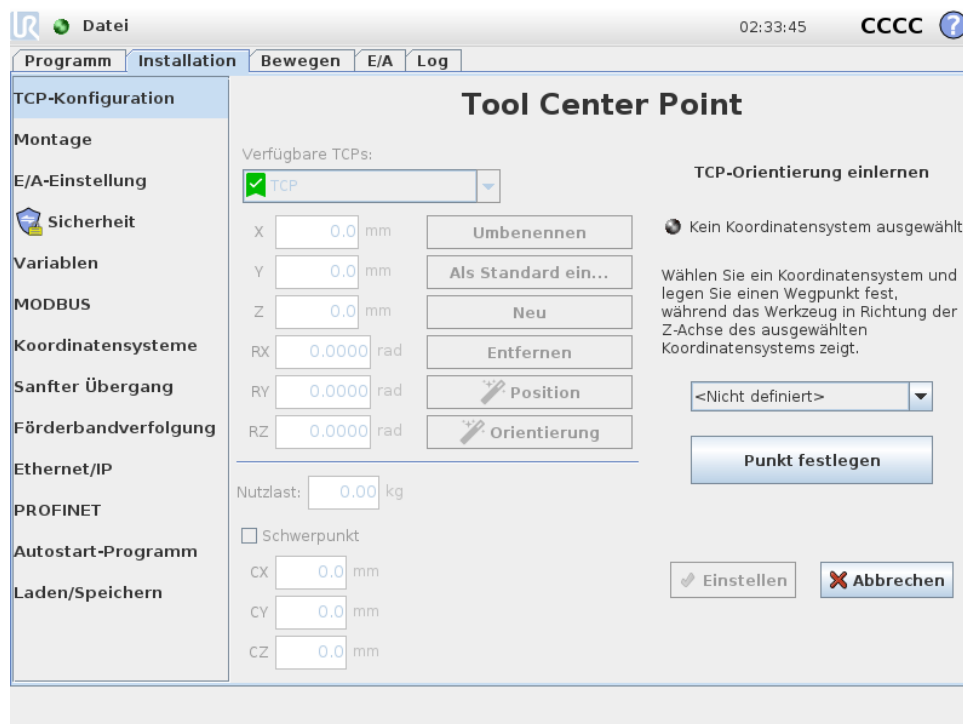 UR Datei 02:33:45 CCCC ?
Programm Installation Bewegen E/A Log
TCP-Konfiguration
Montage
E/A-Einstellung
Sicherheit
Variablen
MODBUS
Koordinatensysteme
Sanfter Übergang
Förderbandverfolgung
Ethernet/IP
PROFINET
Autostart-Programm
Laden/Speichern
Tool Center Point
Verfügbare TCPs:
TCP
X 0.0 mm Umbenennen
Y 0.0 mm Als Standard ein...
Z 0.0 mm Neu
RX 0.0000 rad Entfernen
RY 0.0000 rad Position
RZ 0.0000 rad Orientierung
Nutzlast: 0.00 kg
Schwerpunkt
CX 0.0 mm
CY 0.0 mm
CZ 0.0 mm
TCP-Orientierung einlernen
Kein Koordinatensystem ausgewählt
Wählen Sie ein Koordinatensystem und
legen Sie einen Wegpunkt fest,
während das Werkzeug in Richtung der
Z-Achse des ausgewählten
Koordinatensystems zeigt.
<Nicht definiert>
Punkt festlegen
Einstellen Abbrechen